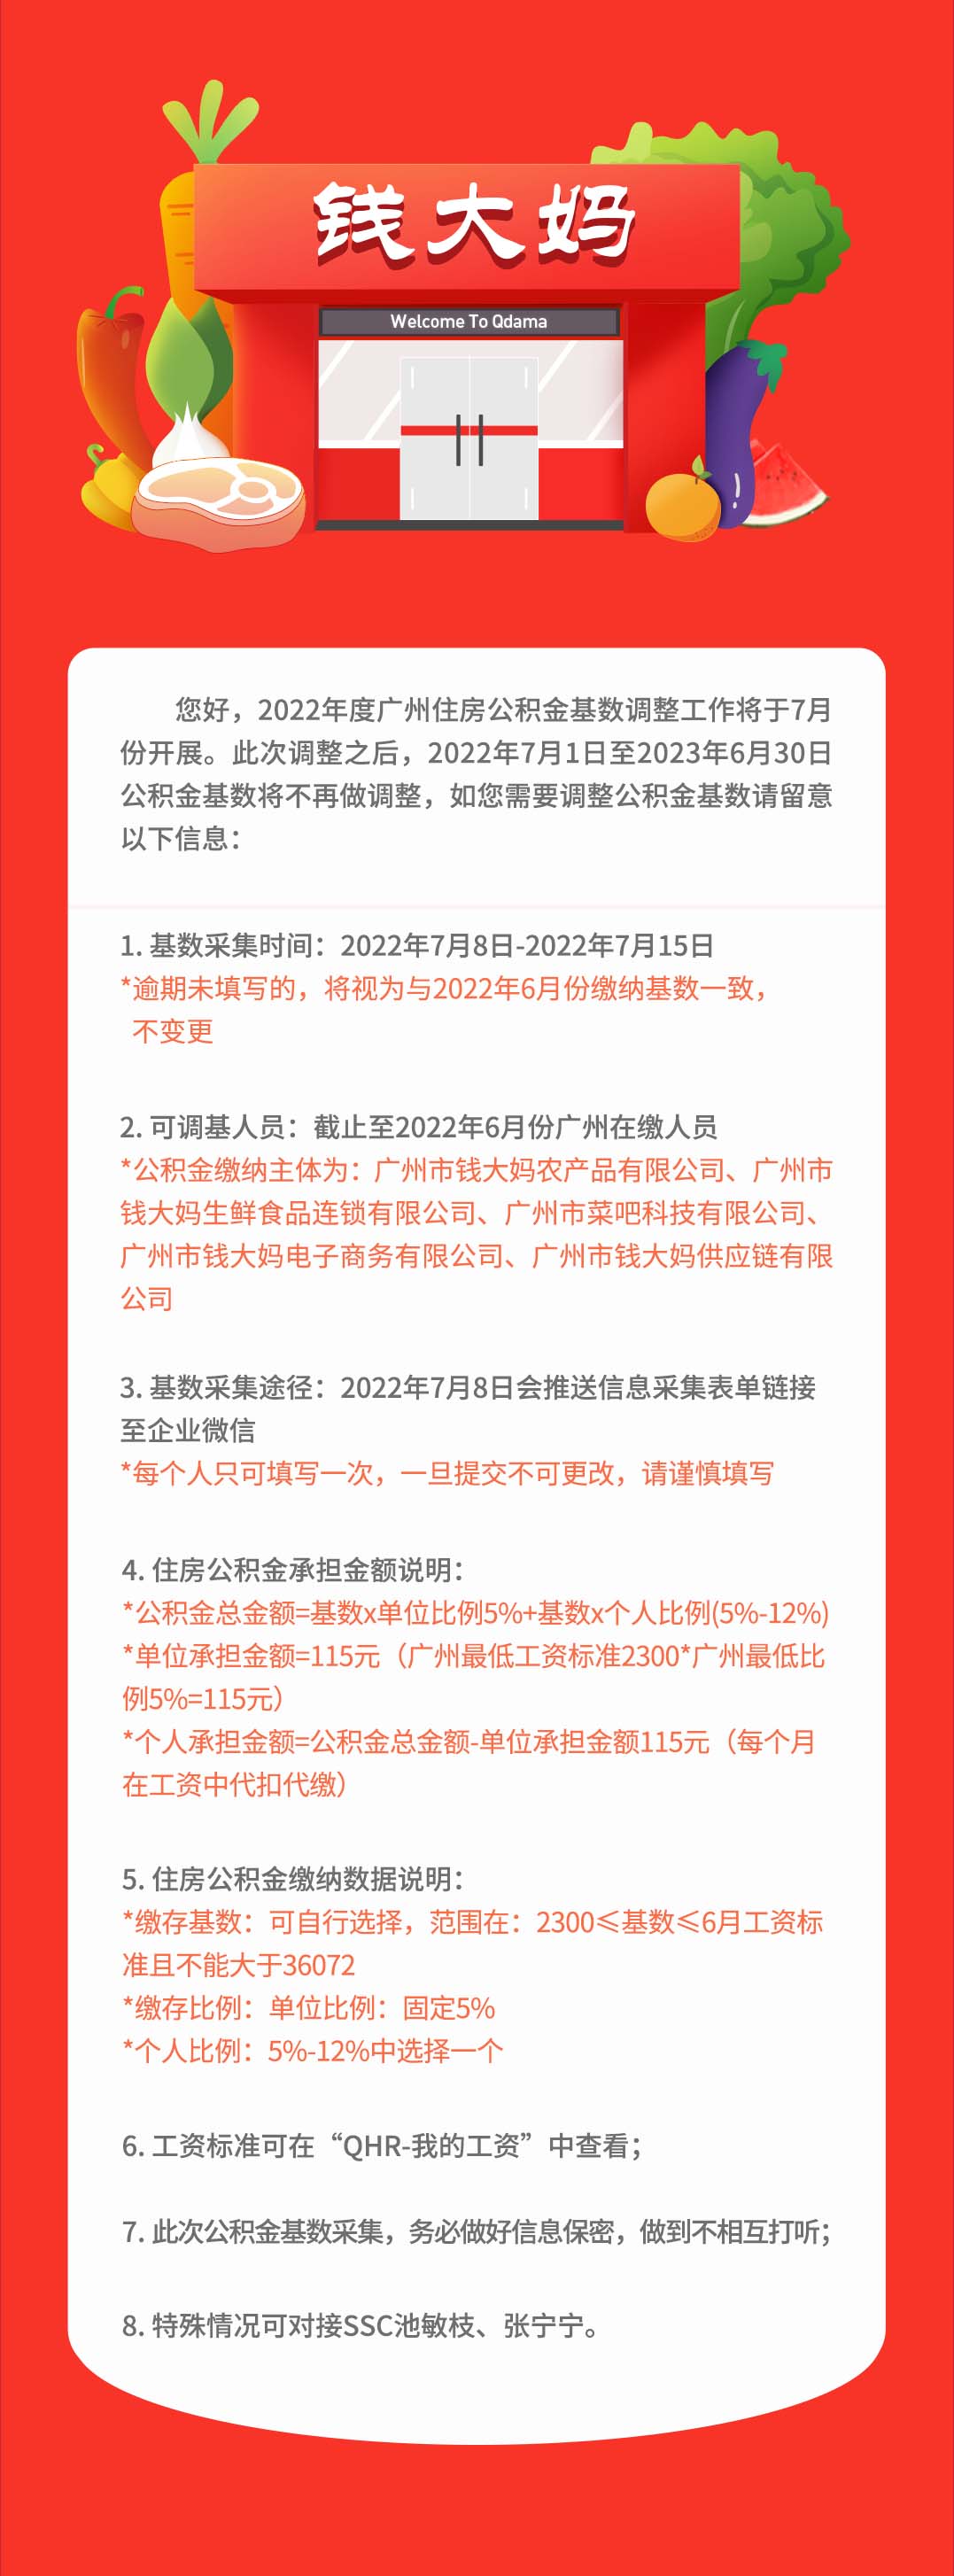 钱大妈
Welcome To Qdama
您好，2022年度广州住房公积金基数调整工作将于7月
份开展。此次调整之后，2022年7月1日至2023年6月30日
公积金基数将不再做调整，如您需要调整公积金基数请留意
以下信息：
1. 基数采集时间：2022年7月8日-2022年7月15日
*逾期未填写的，将视为与2022年6月份缴纳基数一致，
不变更
2. 可调基人员：截止至2022年6月份广州在缴人员
*公积金缴纳主体为：广州市钱大妈农产品有限公司、广州市
钱大妈生鲜食品连锁有限公司、广州市菜吧科技有限公司、
广州市钱大妈电子商务有限公司、广州市钱大妈供应链有限
公司
3. 基数采集途径：2022年7月8日会推送信息采集表单链接
至企业微信
*每个人只可填写一次，一旦提交不可更改，请谨慎填写
4. 住房公积金承担金额说明：
*公积金总金额=基数x单位比例5%+基数x个人比例(5%-12%)
*单位承担金额=115元（广州最低工资标准2300*广州最低比
例5%=115元）
*个人承担金额=公积金总金额-单位承担金额115元（每个月
在工资中代扣代缴）
5. 住房公积金缴纳数据说明：
*缴存基数：可自行选择，范围在：2300≤基数≤6月工资标
准且不能大于36072
*缴存比例：单位比例：固定5%
*个人比例：5%-12%中选择一个
6. 工资标准可在“QHR-我的工资”中查看；
7. 此次公积金基数采集，务必做好信息保密，做到不相互打听；
8. 特殊情况可对接SSC池敏枝、张宁宁。